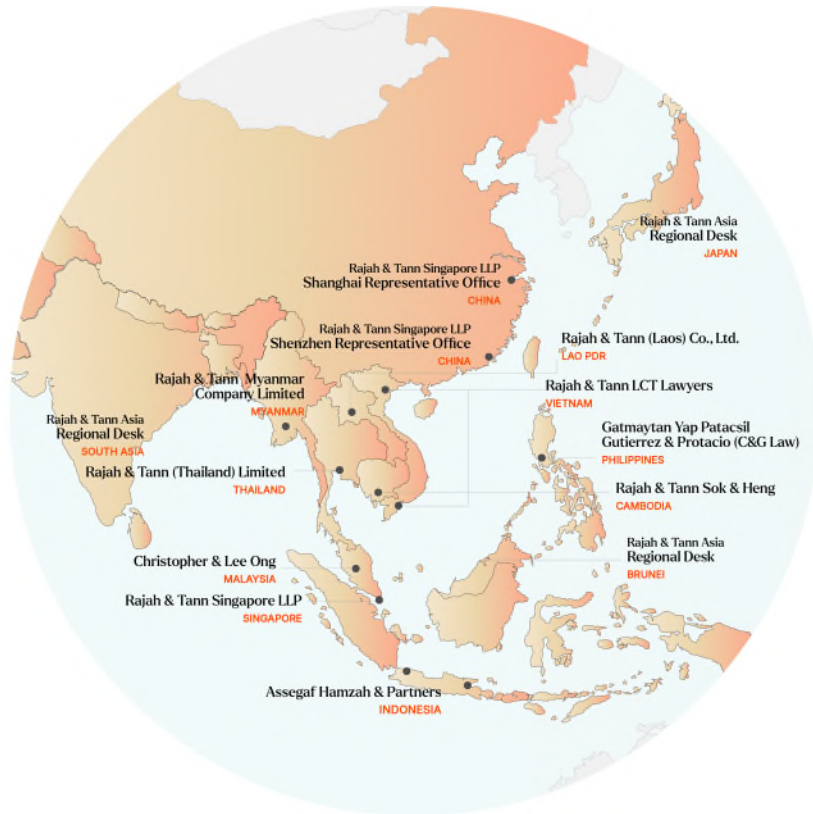 Rajah & Tann Asia
Regional Desk
JAPAN
Rajah & Tann Singapore LLP
Shanghai Representative Office
CHINA
Rajah & Tann Singapore LLP
Shenzhen Representative Office
CHINA
Rajah & Tann (Laos) Co., Ltd.
LAO PDR
Rajah & Tann Myanmar
Company Limited
MYANMAR
Rajah & Tann LCT Lawyers
VIETNAM
Rajah & Tann Asia
Regional Desk
SOUTH ASIA
Gatmaytan Yap Patacsil
Gutierrez & Protacio (C&G Law)
PHILIPPINES
Rajah & Tann (Thailand) Limited
THAILAND
Rajah & Tann Sok & Heng
CAMBODIA
Rajah & Tann Asia
Regional Desk
BRUNEI
Christopher & Lee Ong
MALAYSIA
Rajah & Tann Singapore LLP
SINGAPORE
Assegaf Hamzah & Partners
INDONESIA